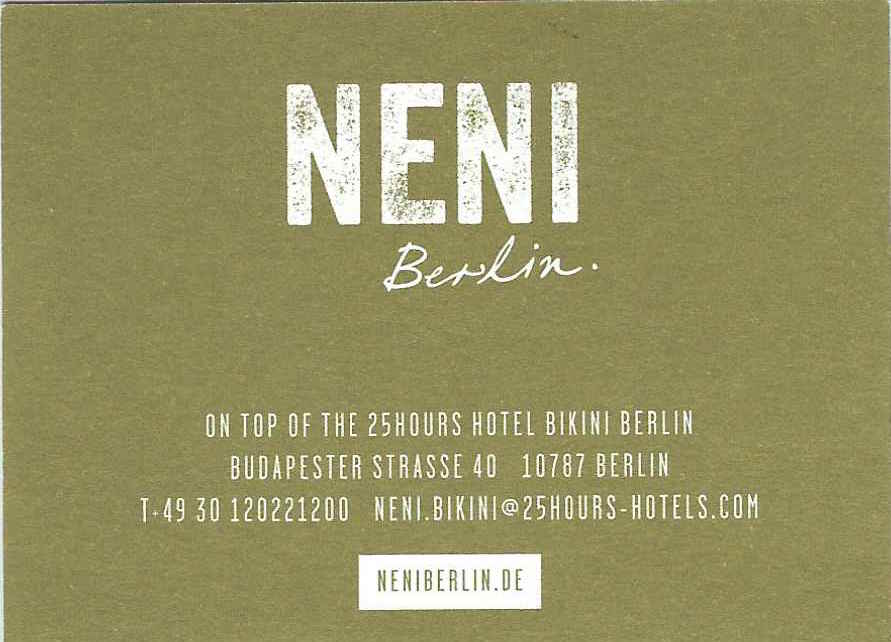 NENI
Berlin.
ON TOP OF THE 25HOURS HOTEL BIKINI BERLIN
BUDAPESTER STRASSE 40 10787 BERLIN
T+49 30 120221200 NENI.BIKINI@25HOURS-HOTELS.COM
NENIBERLIN.DE